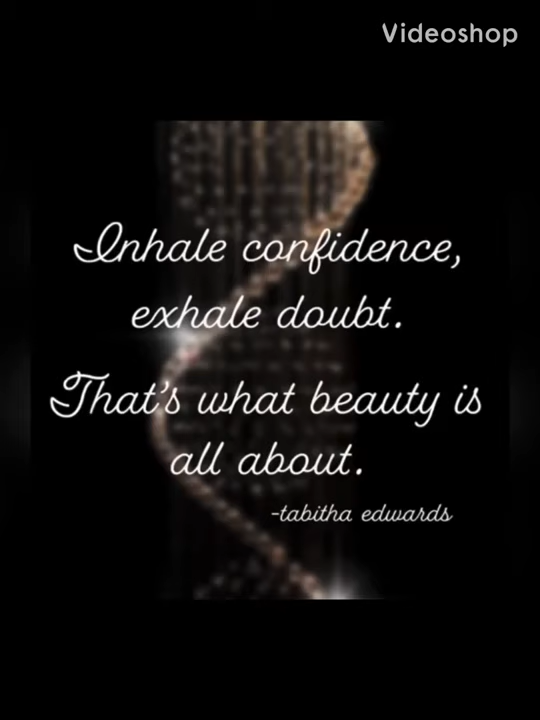 Videoshop
Inhale confidence,
exhale doubt.
That's what beauty is
all about.
-tabitha edwards